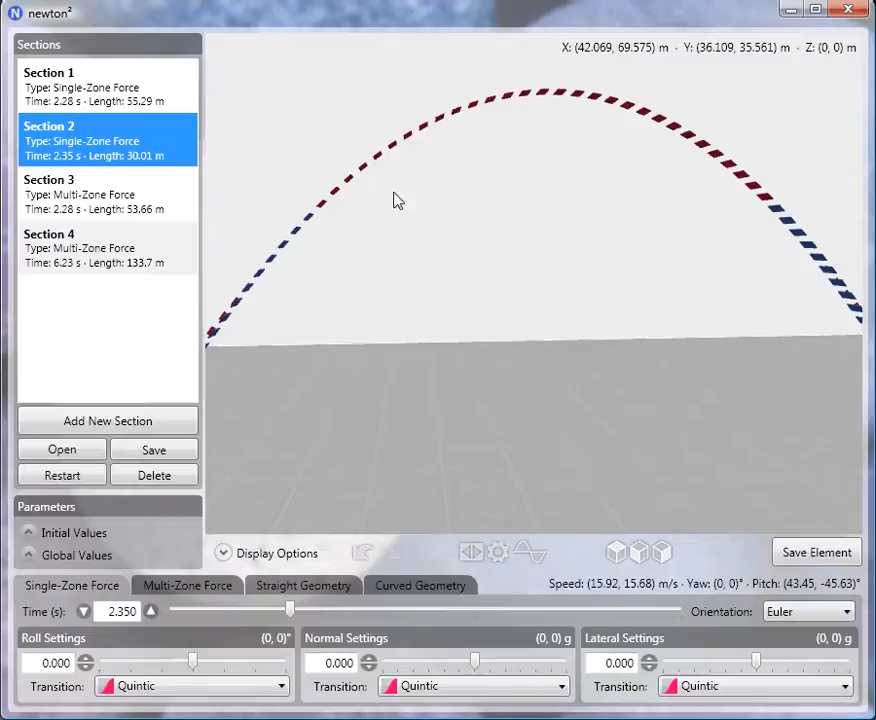 newton²
Sections
X: (42.069, 69.575) m · Y: (36.109, 35.561) m · Z: (0, 0) m
Section 1
Type: Single-Zone Force
Time: 2.28 s · Length: 55.29 m
Section 2
Type: Single-Zone Force
Time: 2.35 s · Length: 30.01 m
Section 3
Type: Multi-Zone Force
Time: 2.28 s · Length: 53.66 m
Section 4
Type: Multi-Zone Force
Time: 6.23 s · Length: 133.7 m
Add New Section
Open
Save
Restart
Delete
Parameters
Initial Values
Global Values
Display Options
Save Element
Single-Zone Force
Multi-Zone Force
Straight Geometry
Curved Geometry
Speed: (15.92, 15.68) m/s · Yaw: (0, 0)° · Pitch: (43.45, -45.63)°
Time (s):
2.350
Orientation:
Euler
Roll Settings
(0, 0)°
Normal Settings
(0, 0) g
Lateral Settings
(0, 0) g
0.000
0.000
0.000
Transition:
Quintic
Transition:
Quintic
Transition:
Quintic